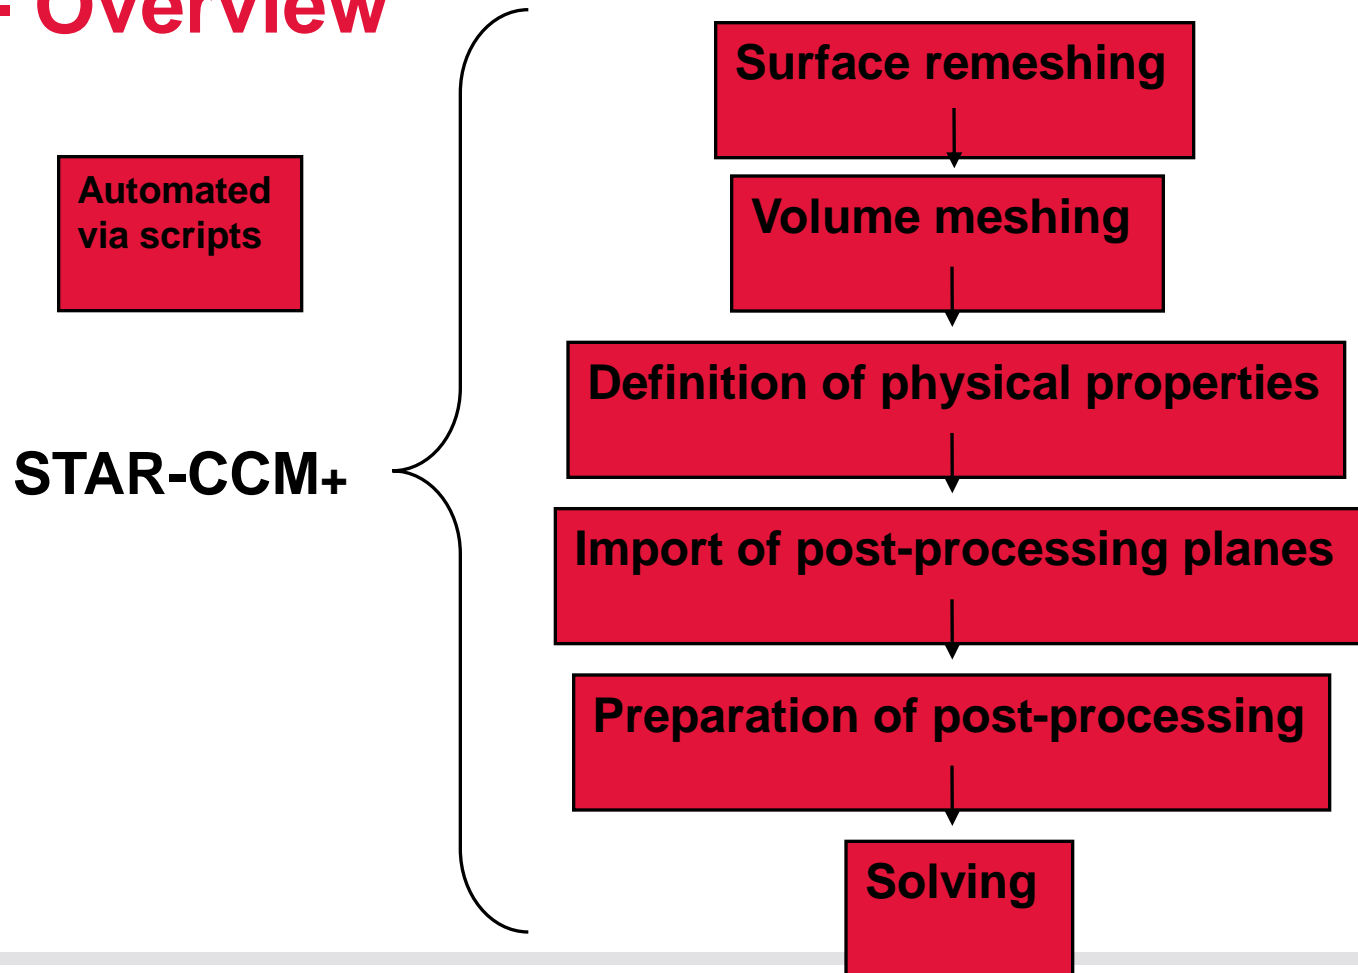 - Overview
Surface remeshing
Automated
via scripts
Volume meshing
Definition of physical properties
STAR-CCM+
Import of post-processing planes
Preparation of post-processing
Solving